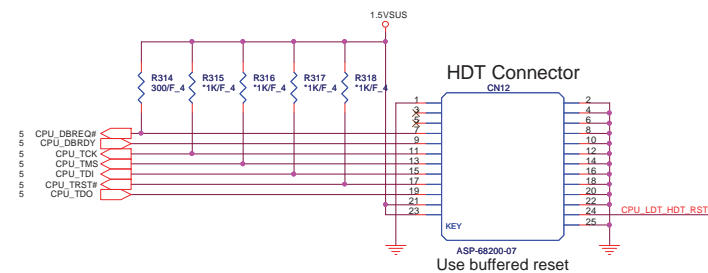 1.5VSUS
HDT Connector
CN12
R314
300/F_4
R315
*1K/F_4
R316
*1K/F_4
R317
*1K/F_4
R318
*1K/F_4
1
3
5
7
9
11
13
15
17
19
21
23
2
4
6
8
10
12
14
16
18
20
22
24
25
5 CPU_DBREQ#
5 CPU_DBRDY
5 CPU_TCK
5 CPU_TMS
5 CPU_TDI
5 CPU_TRST#
5 CPU_TDO
CPU_LDT_HDT_RST
KEY
ASP-68200-07
Use buffered reset